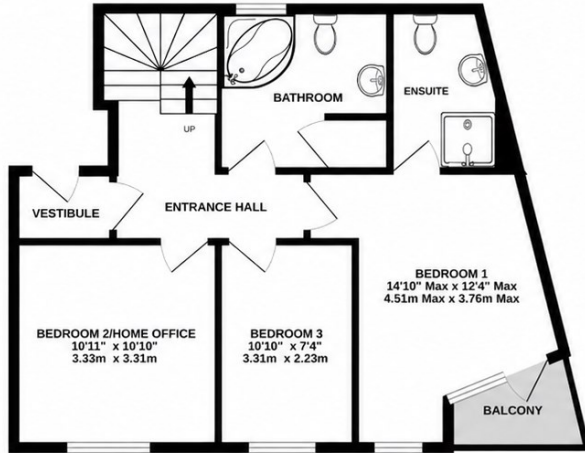 BATHROOM
ENSUITE
UP
VESTIBULE
ENTRANCE HALL
BEDROOM 1
14'10" Max x 12'4" Max
4.51m Max x 3.76m Max
BEDROOM 2/HOME OFFICE
10'11" x 10'10"
3.33m x 3.31m
BEDROOM 3
10'10" x 7'4"
3.31m x 2.23m
BALCONY